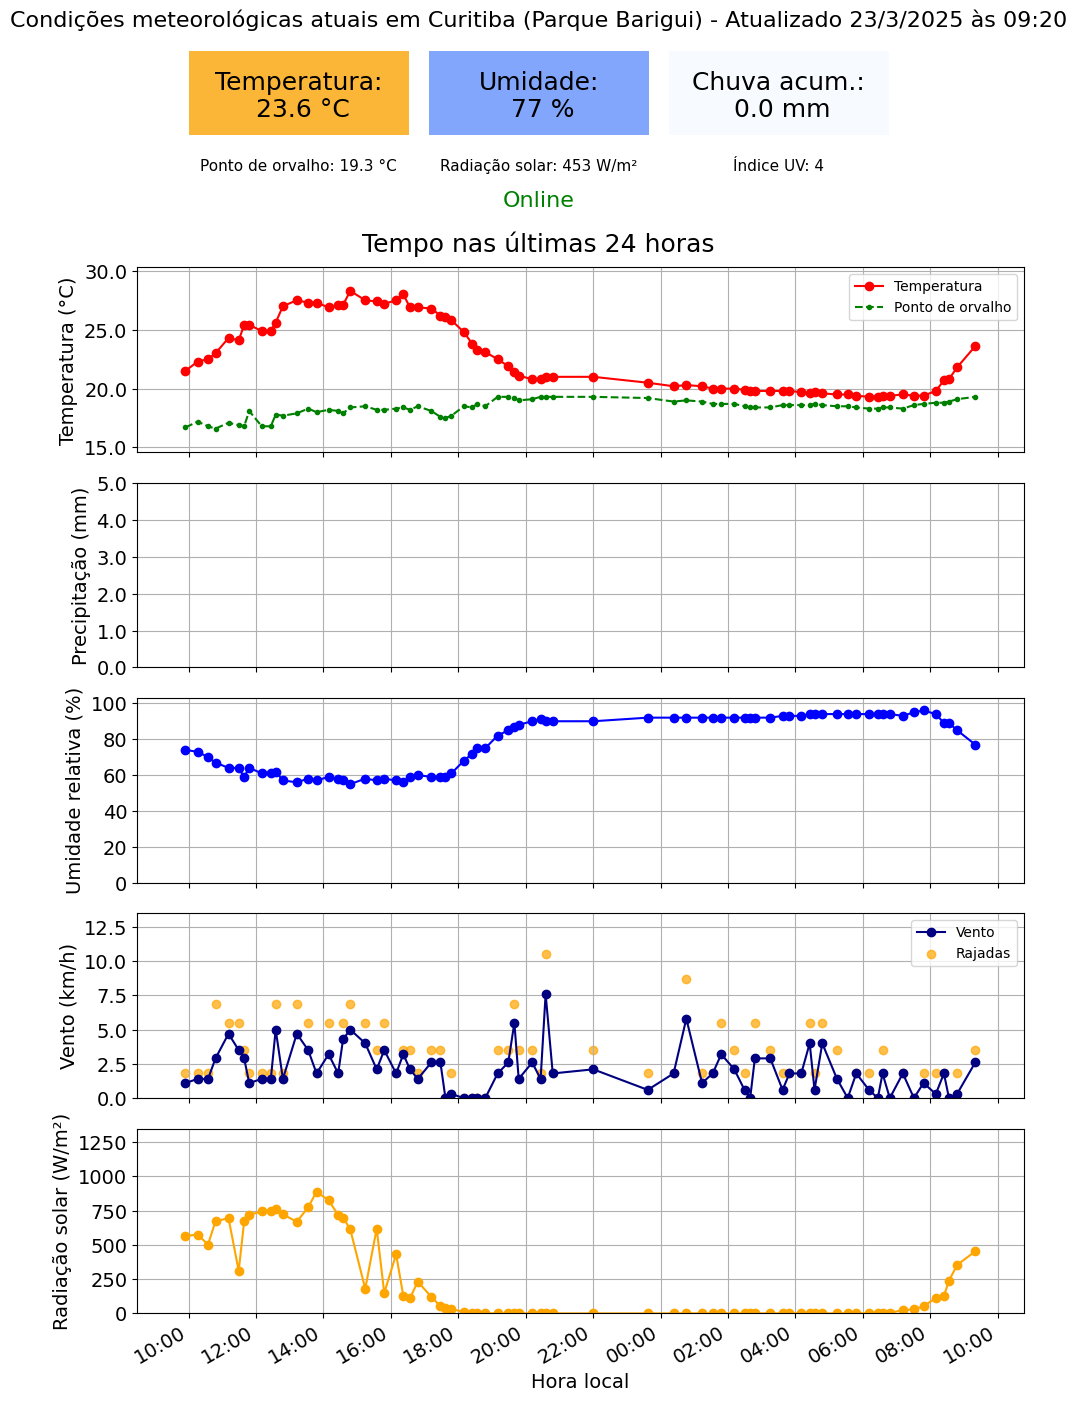 Condições meteorológicas atuais em Curitiba (Parque Barigui) - Atualizado 23/3/2025 às 09:20
Temperatura:
23.6 °C
Umidade:
77 %
Chuva acum.:
0.0 mm
Ponto de orvalho: 19.3 °C
Radiação solar: 453 W/m²
Índice UV: 4
Online
Tempo nas últimas 24 horas
Temperatura (°C)
30.0
25.0
20.0
15.0
Temperatura
Ponto de orvalho
Precipitação (mm)
5.0
4.0
3.0
2.0
1.0
0.0
Umidade relativa (%)
100
80
60
40
20
0
Vento (km/h)
12.5
10.0
7.5
5.0
2.5
0.0
Vento
Rajadas
Radiação solar (W/m²)
1250
1000
750
500
250
0
10:00
12:00
14:00
16:00
18:00
20:00
22:00
00:00
02:00
04:00
06:00
08:00
10:00
Hora local